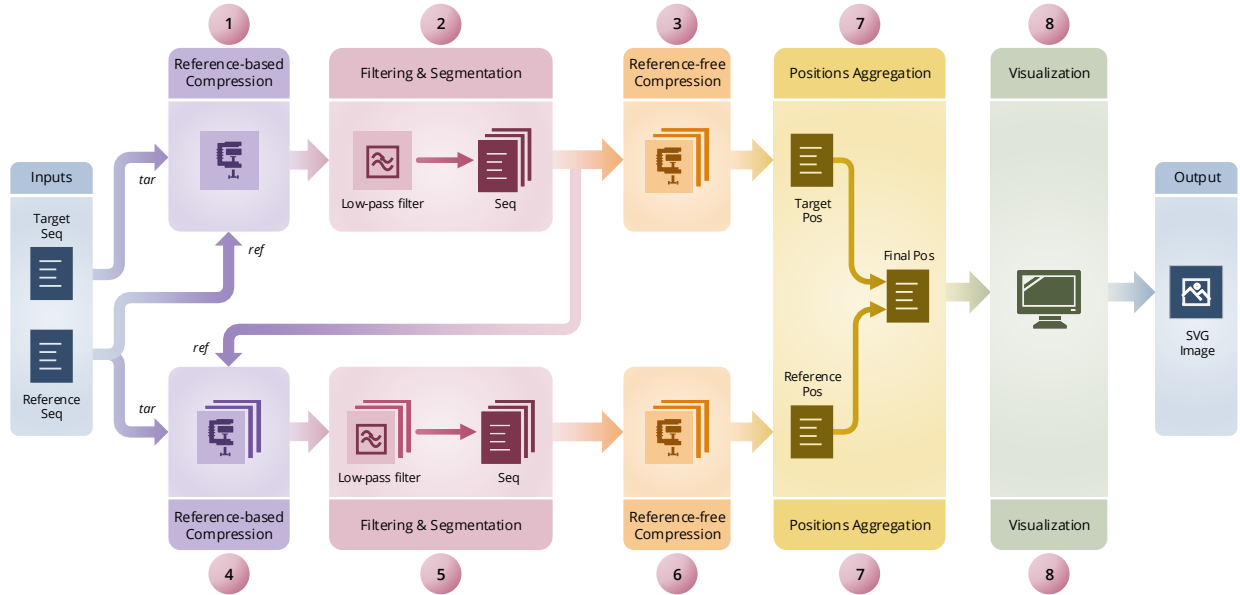 1
2
3
7
8
Reference-based
Compression
Filtering & Segmentation
Reference-free
Compression
Positions Aggregation
Visualization
Inputs
Target
Seq
Reference
Seq
tar
ref
Low-pass filter
Seq
Target
Pos
Final Pos
Reference
Pos
Output
SVG
Image
ref
tar
Low-pass filter
Seq
Reference-based
Compression
Filtering & Segmentation
Reference-free
Compression
Positions Aggregation
Visualization
4
5
6
7
8